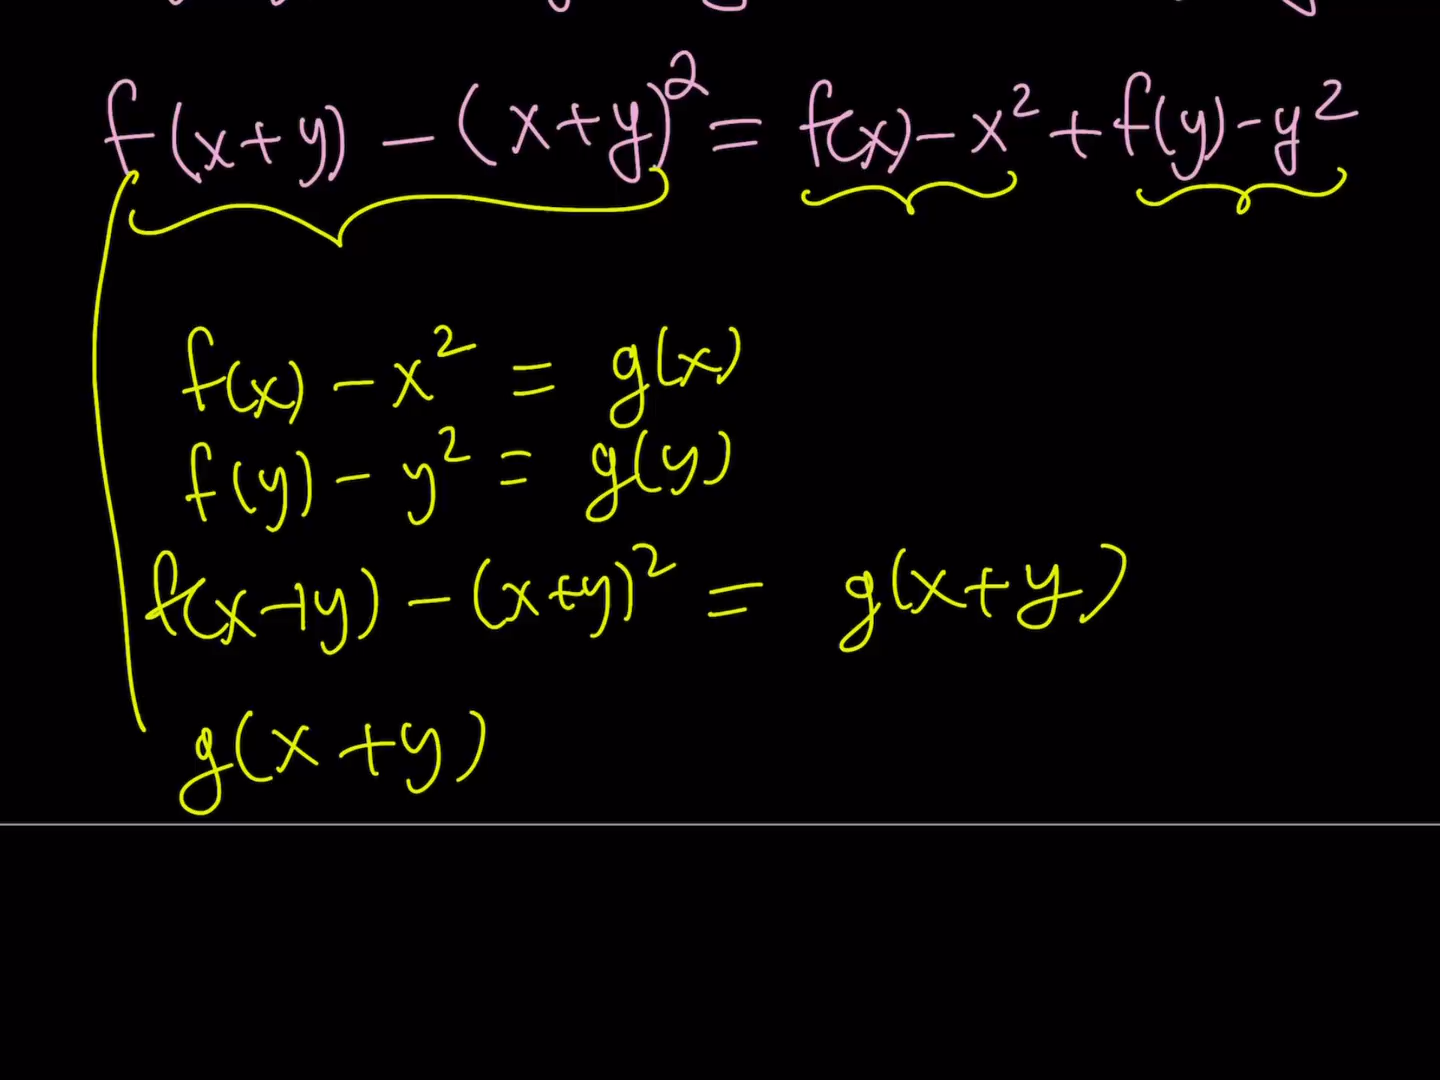 f(x+y) - (x+y)² = f(x) - x² + f(y) - y²
f(x) - x² = g(x)
f(y) - y² = g(y)
f(x+y) - (x+y)² = g(x+y)
g(x+y)